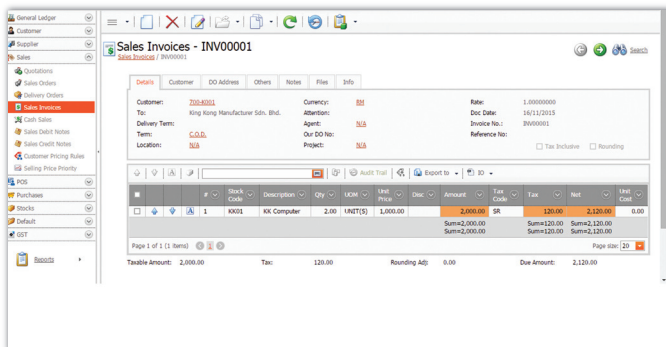 General Ledger
Customer
Supplier
Sales
Quotations
Sales Orders
Delivery Orders
Sales Invoices
Cash Sales
Sales Debit Notes
Sales Credit Notes
Customer Pricing Rules
Selling Price Priority
POS
Purchases
Stocks
Default
GST
Reports
Sales Invoices - INV00001
Sales Invoices / INV00001
Search
Details Customer DO Address Others Notes Files Info
Customer: 700-K001 Currency: RM Rate: 1.00000000
To: King Kong Manufacturer Sdn. Bhd. Attention: Doc Date: 16/11/2015
Delivery Term: Agent: N/A Invoice No.: INV00001
Term: C.O.D. Our DO No: Reference No:
Location: N/A Project: N/A Tax Inclusive Rounding
Audit Trail Export to IO
# Stock Code Description Qty UOM Unit Price Disc Amount Tax Code Tax Net Unit Cost
1 KK01 KK Computer 2.00 UNIT(S) 1,000.00 2,000.00 SR 120.00 2,120.00 0.00
Sum=2,000.00 Sum=120.00 Sum=2,120.00
Sum=2,000.00 Sum=120.00 Sum=2,120.00
Page 1 of 1 (1 items) 1 Page size: 20
Taxable Amount: 2,000.00 Tax: 120.00 Rounding Adj: 0.00 Due Amount: 2,120.00